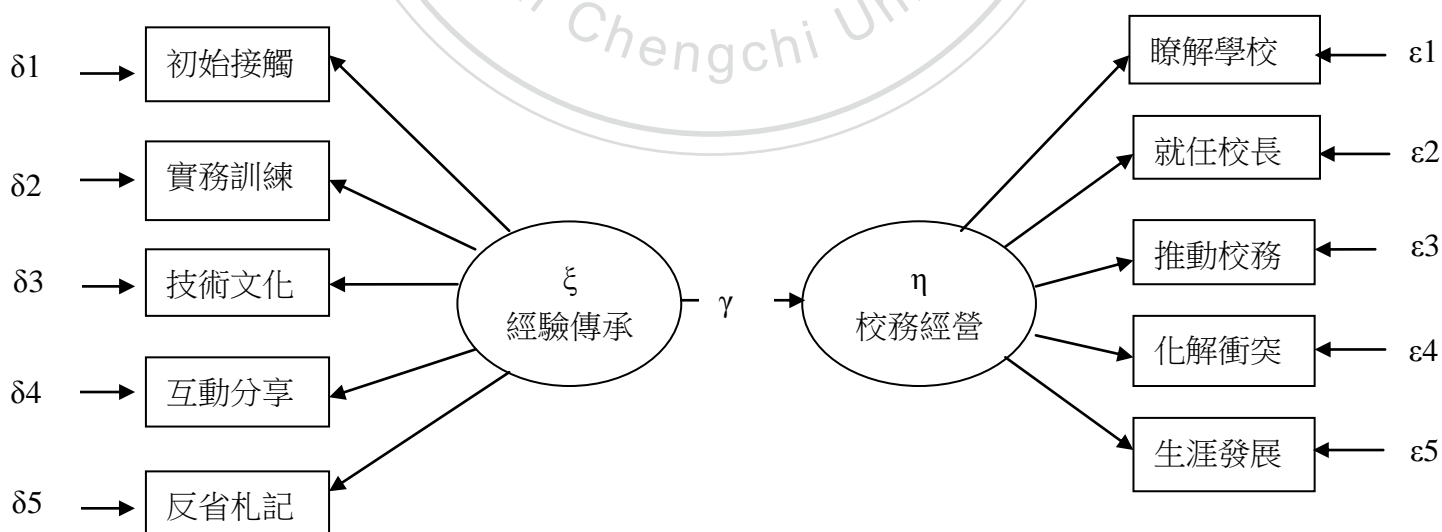 n Chengchi Uni
δ1 初始接觸
δ2 實務訓練
δ3 技術文化
δ4 互動分享
δ5 反省札記
ξ
經驗傳承
γ
η
校務經營
瞭解學校 ε1
就任校長 ε2
推動校務 ε3
化解衝突 ε4
生涯發展 ε5